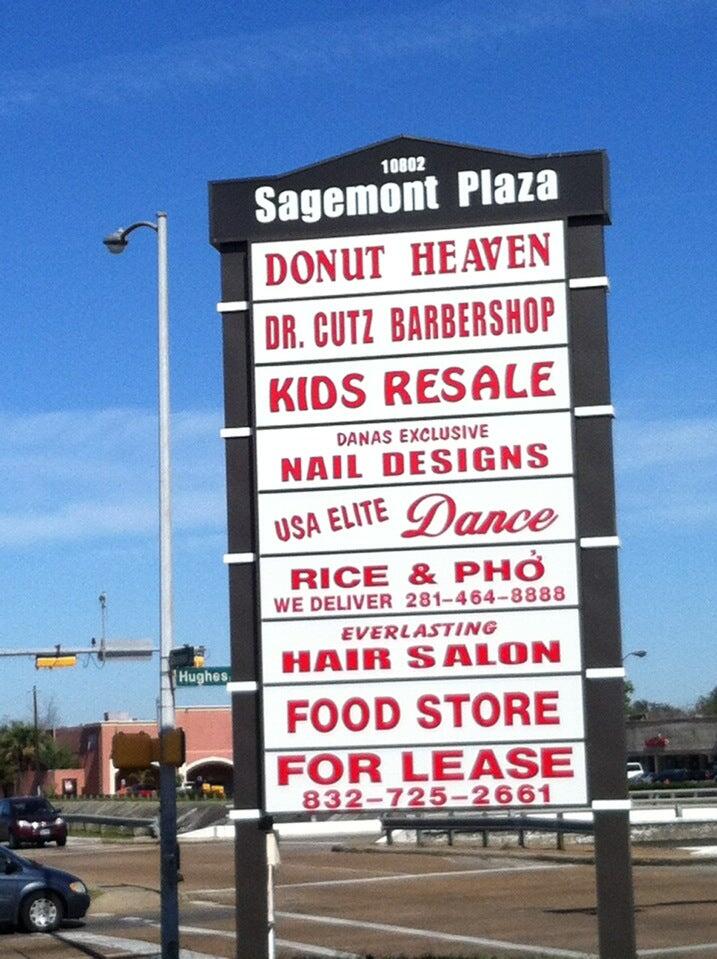 10802
Sagemont Plaza
DONUT HEAVEN
DR. CUTZ BARBERSHOP
KIDS RESALE
DANAS EXCLUSIVE
NAIL DESIGNS
USA ELITE Dance
RICE & PHỞ
WE DELIVER 281-464-8888
EVERLASTING
HAIR SALON
FOOD STORE
FOR LEASE
832-725-2661
Hughes